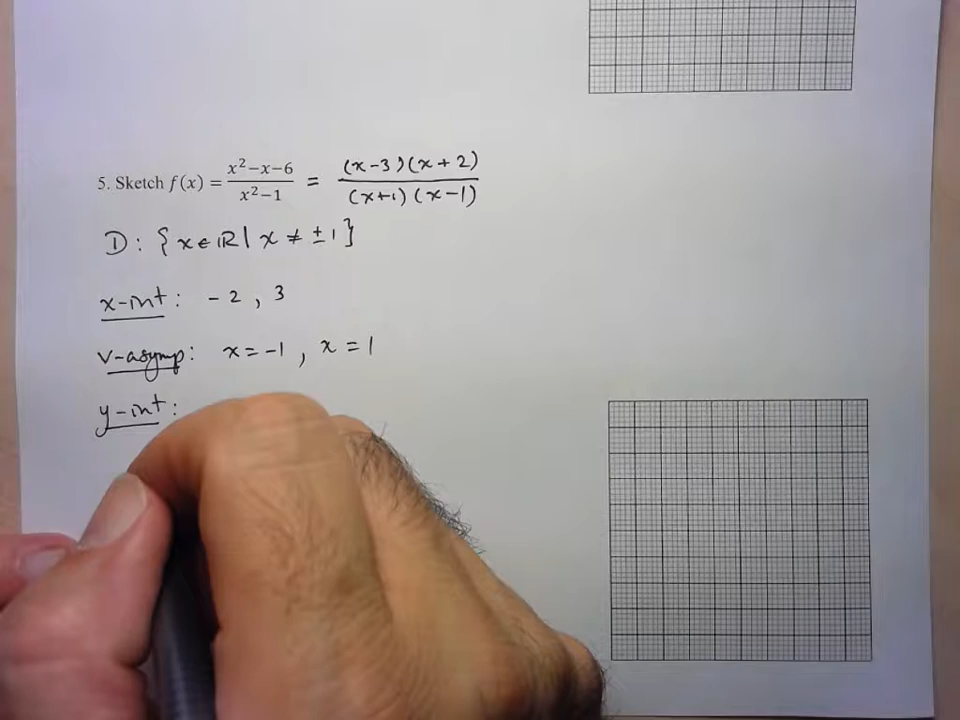 5. Sketch f(x) = x²−x−6 / x²−1 = (x-3)(x+2) / (x+1)(x-1)
D: {x∈ℝ| x ≠ ±1}
x-int: -2, 3
v-asymp: x=-1, x=1
y-int: